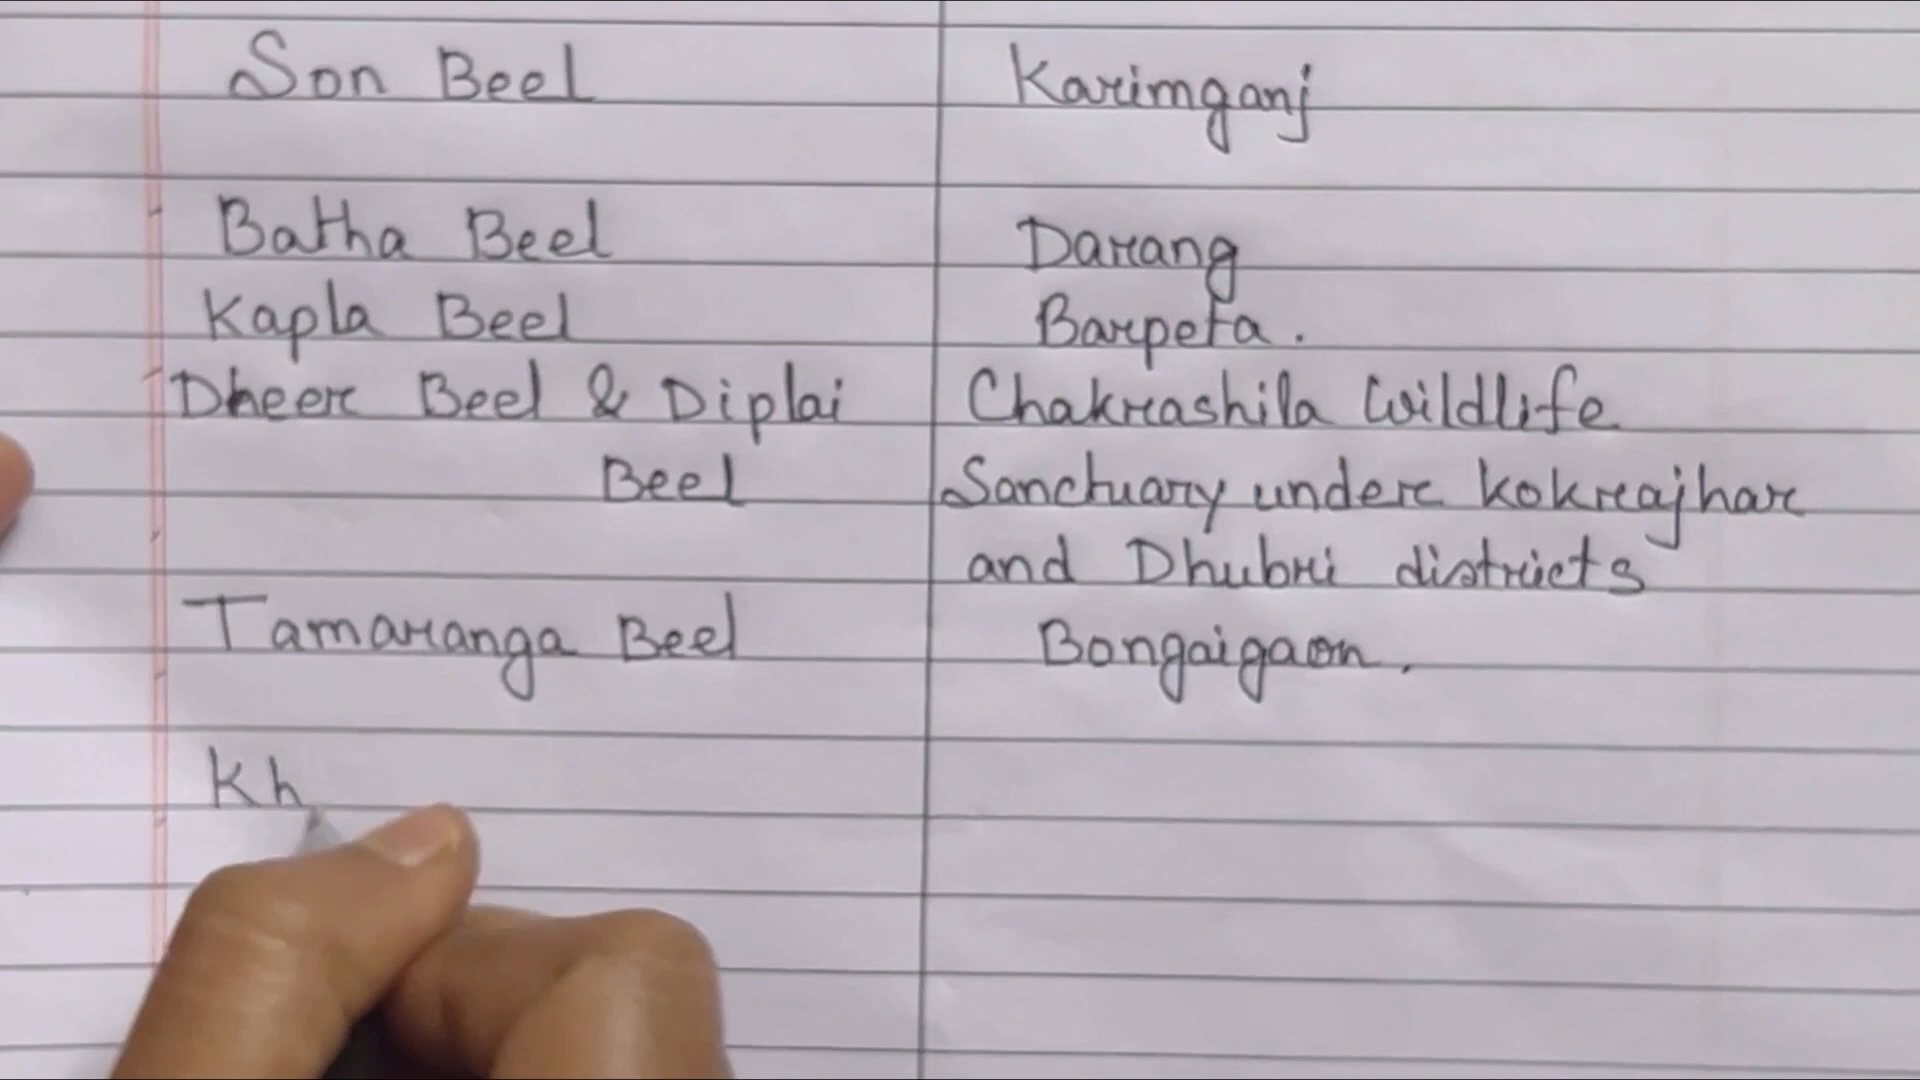 Son Beel Karimganj
Batha Beel Darang
Kapla Beel Barpeta.
Dheer Beel & Diplai Chakrashila Wildlife
Beel Sanctuary under Kokrajhar
and Dhubri districts
Tamaranga Beel Bongaigaon.
Kh